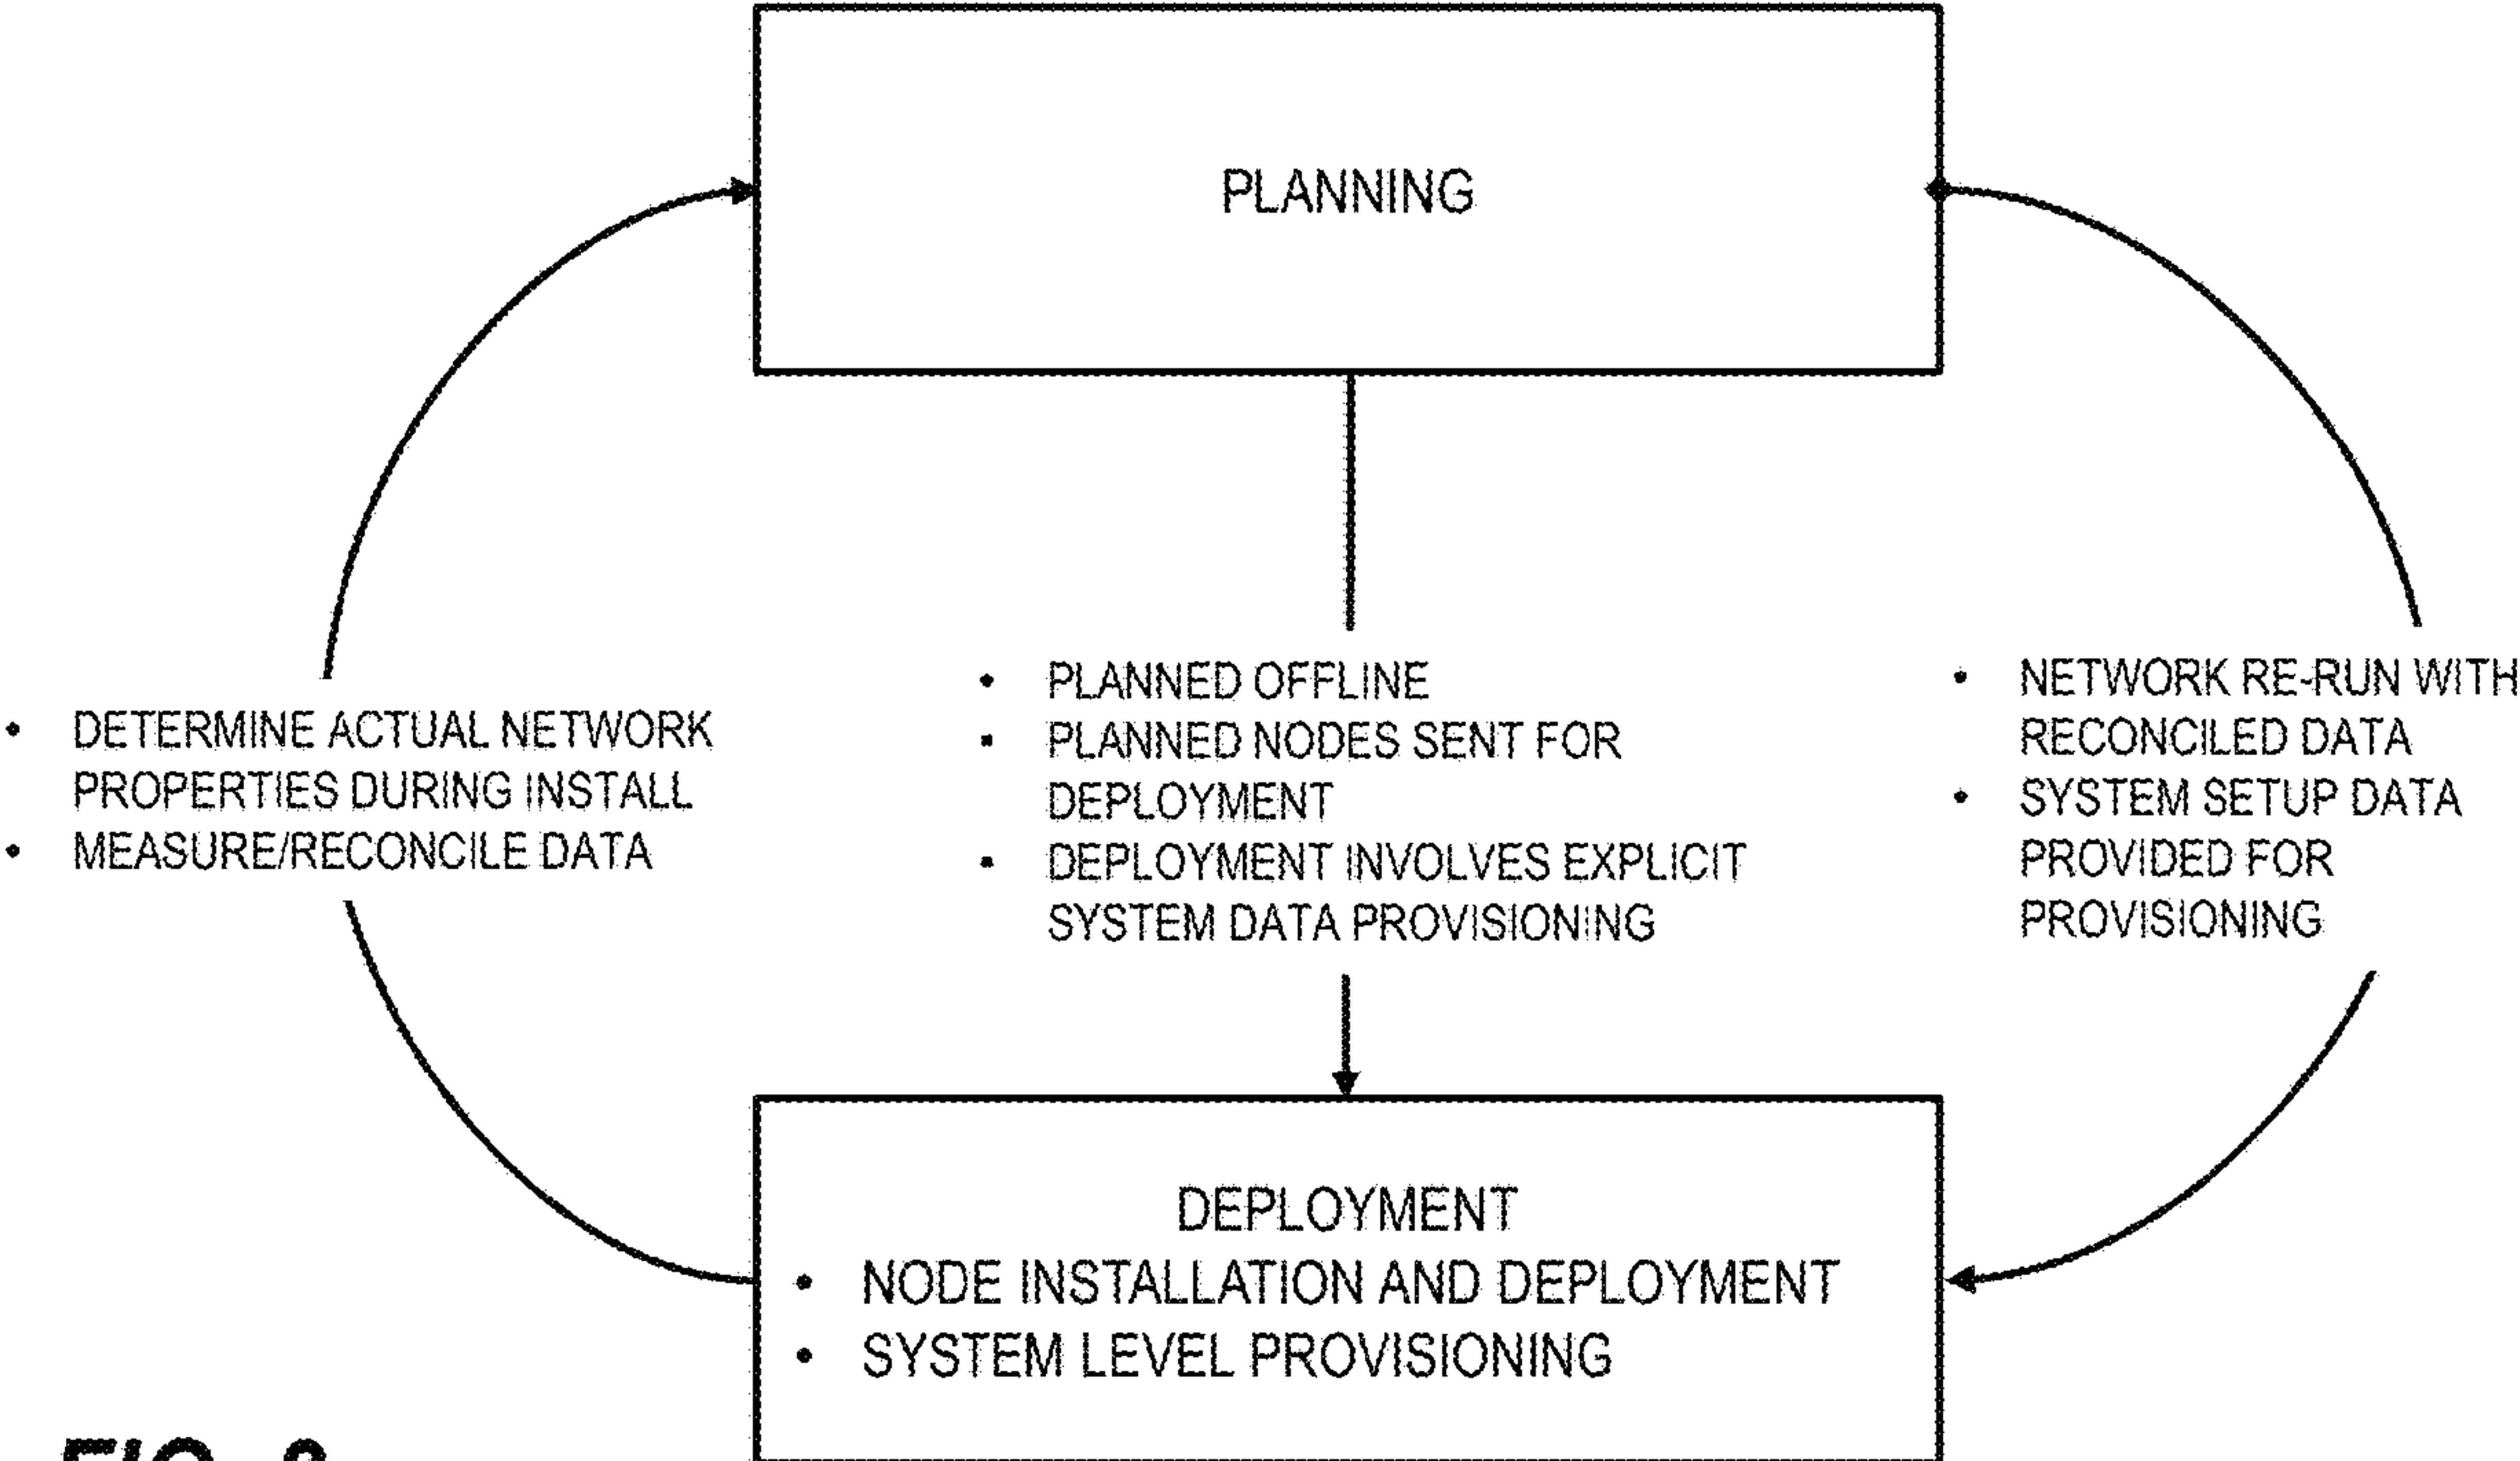 PLANNING
• DETERMINE ACTUAL NETWORK
PROPERTIES DURING INSTALL
• MEASURE/RECONCILE DATA
• PLANNED OFFLINE
▪ PLANNED NODES SENT FOR
DEPLOYMENT
• DEPLOYMENT INVOLVES EXPLICIT
SYSTEM DATA PROVISIONING
• NETWORK RE-RUN WITH
RECONCILED DATA
• SYSTEM SETUP DATA
PROVIDED FOR
PROVISIONING
DEPLOYMENT
• NODE INSTALLATION AND DEPLOYMENT
• SYSTEM LEVEL PROVISIONING
FIG.